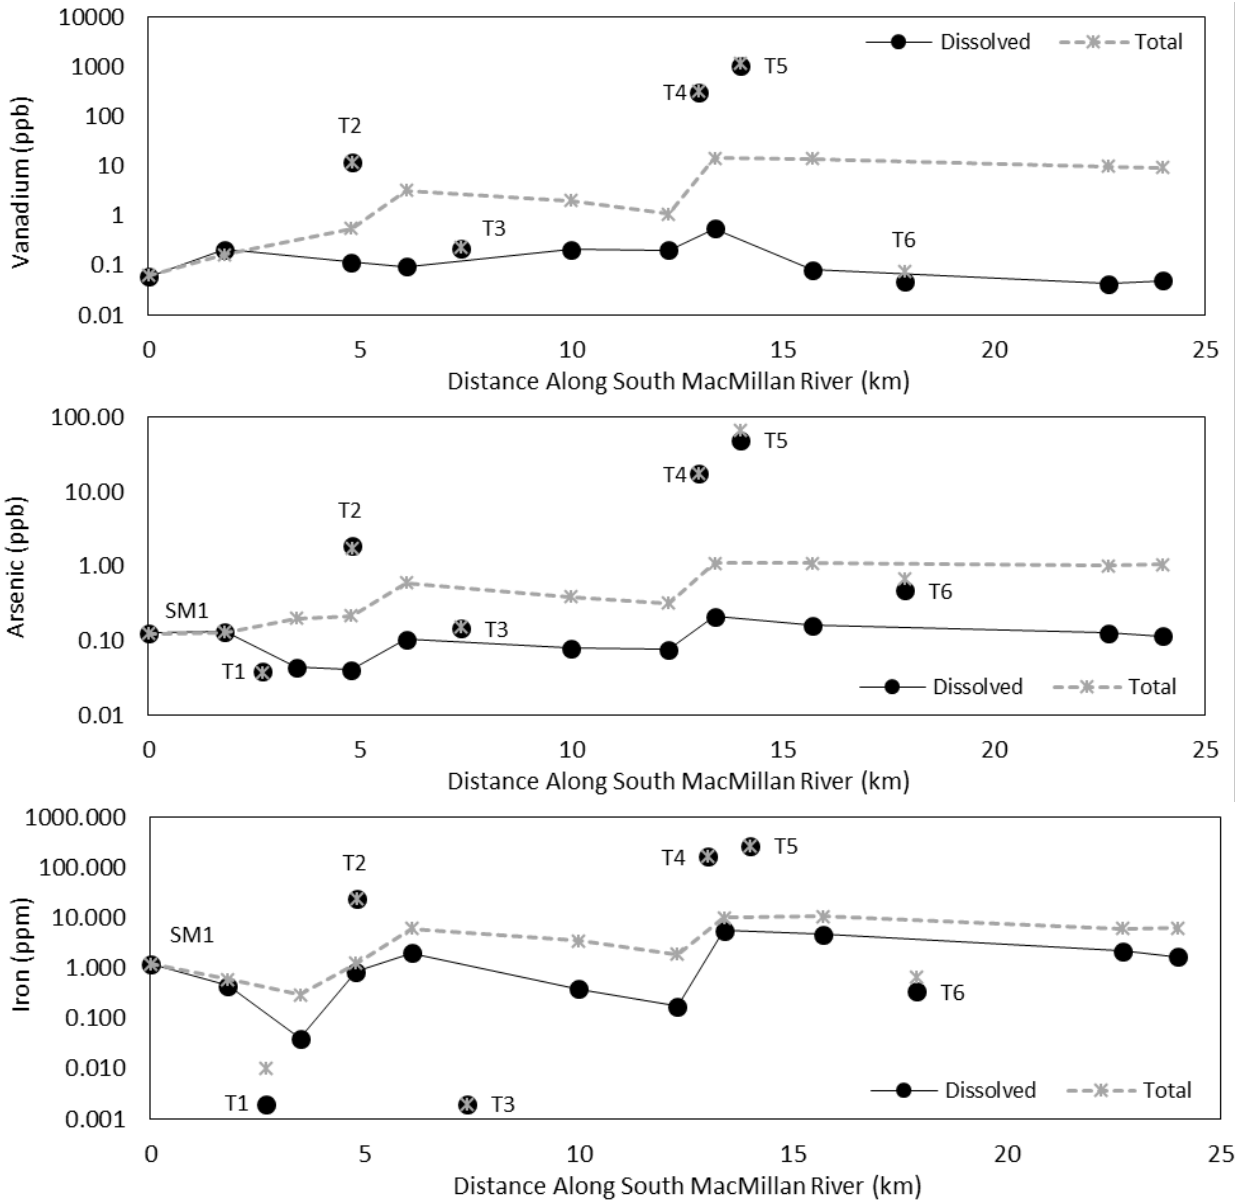 10000
1000
100
10
1
0.1
0.01
Vanadium (ppb)
Dissolved Total
T2
T3
T4
T5
T6
0 5 10 15 20 25
Distance Along South MacMillan River (km)
100.00
10.00
1.00
0.10
0.01
Arsenic (ppb)
SM1
T1
T2
T3
T4
T5
T6
Dissolved Total
0 5 10 15 20 25
Distance Along South MacMillan River (km)
1000.000
100.000
10.000
1.000
0.100
0.010
0.001
Iron (ppm)
SM1
T1
T2
T3
T4
T5
T6
Dissolved Total
0 5 10 15 20 25
Distance Along South MacMillan River (km)